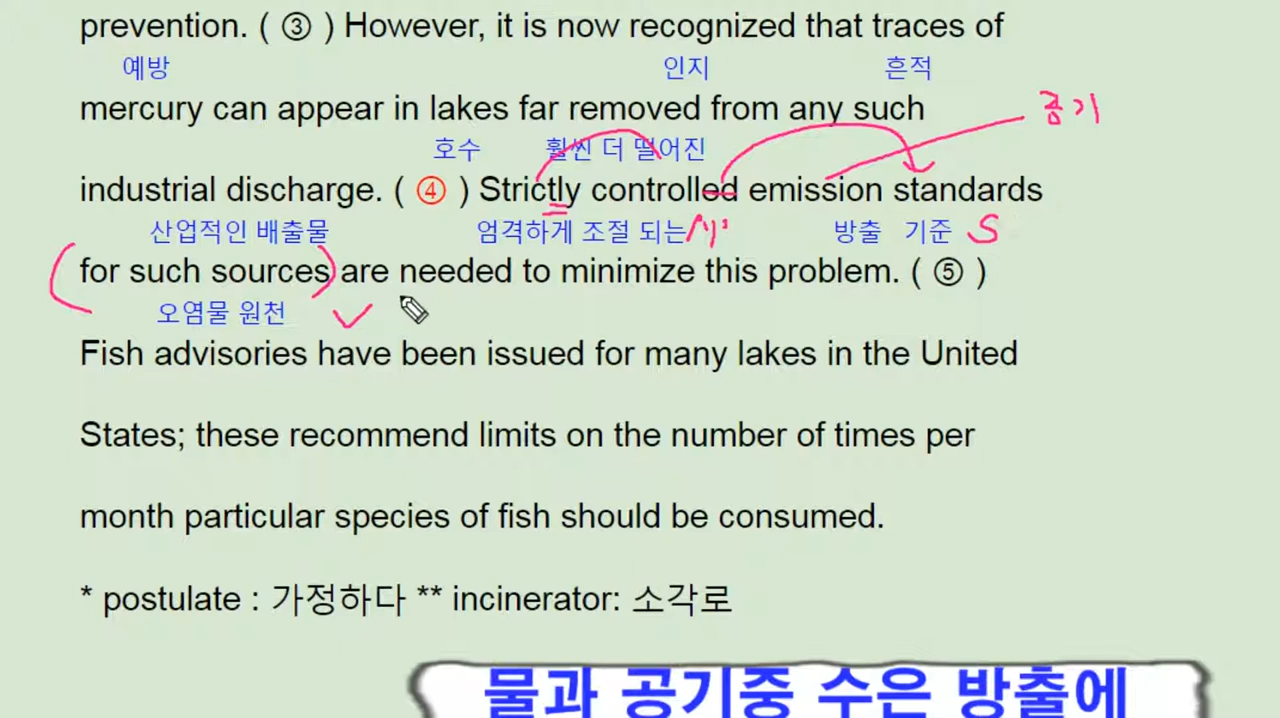 prevention. ( ③ ) However, it is now recognized that traces of
예방 인지 흔적
mercury can appear in lakes far removed from any such
공기
호수 훨씬 더 떨어진
industrial discharge. ( ④ ) Strictly controlled emission standards
산업적인 배출물 엄격하게 조절 되는 방출 기준 S
for such sources are needed to minimize this problem. ( ⑤ )
오염물 원천
Fish advisories have been issued for many lakes in the United
States; these recommend limits on the number of times per
month particular species of fish should be consumed.
* postulate : 가정하다 ** incinerator: 소각로
물과 공기중 수은 방출에